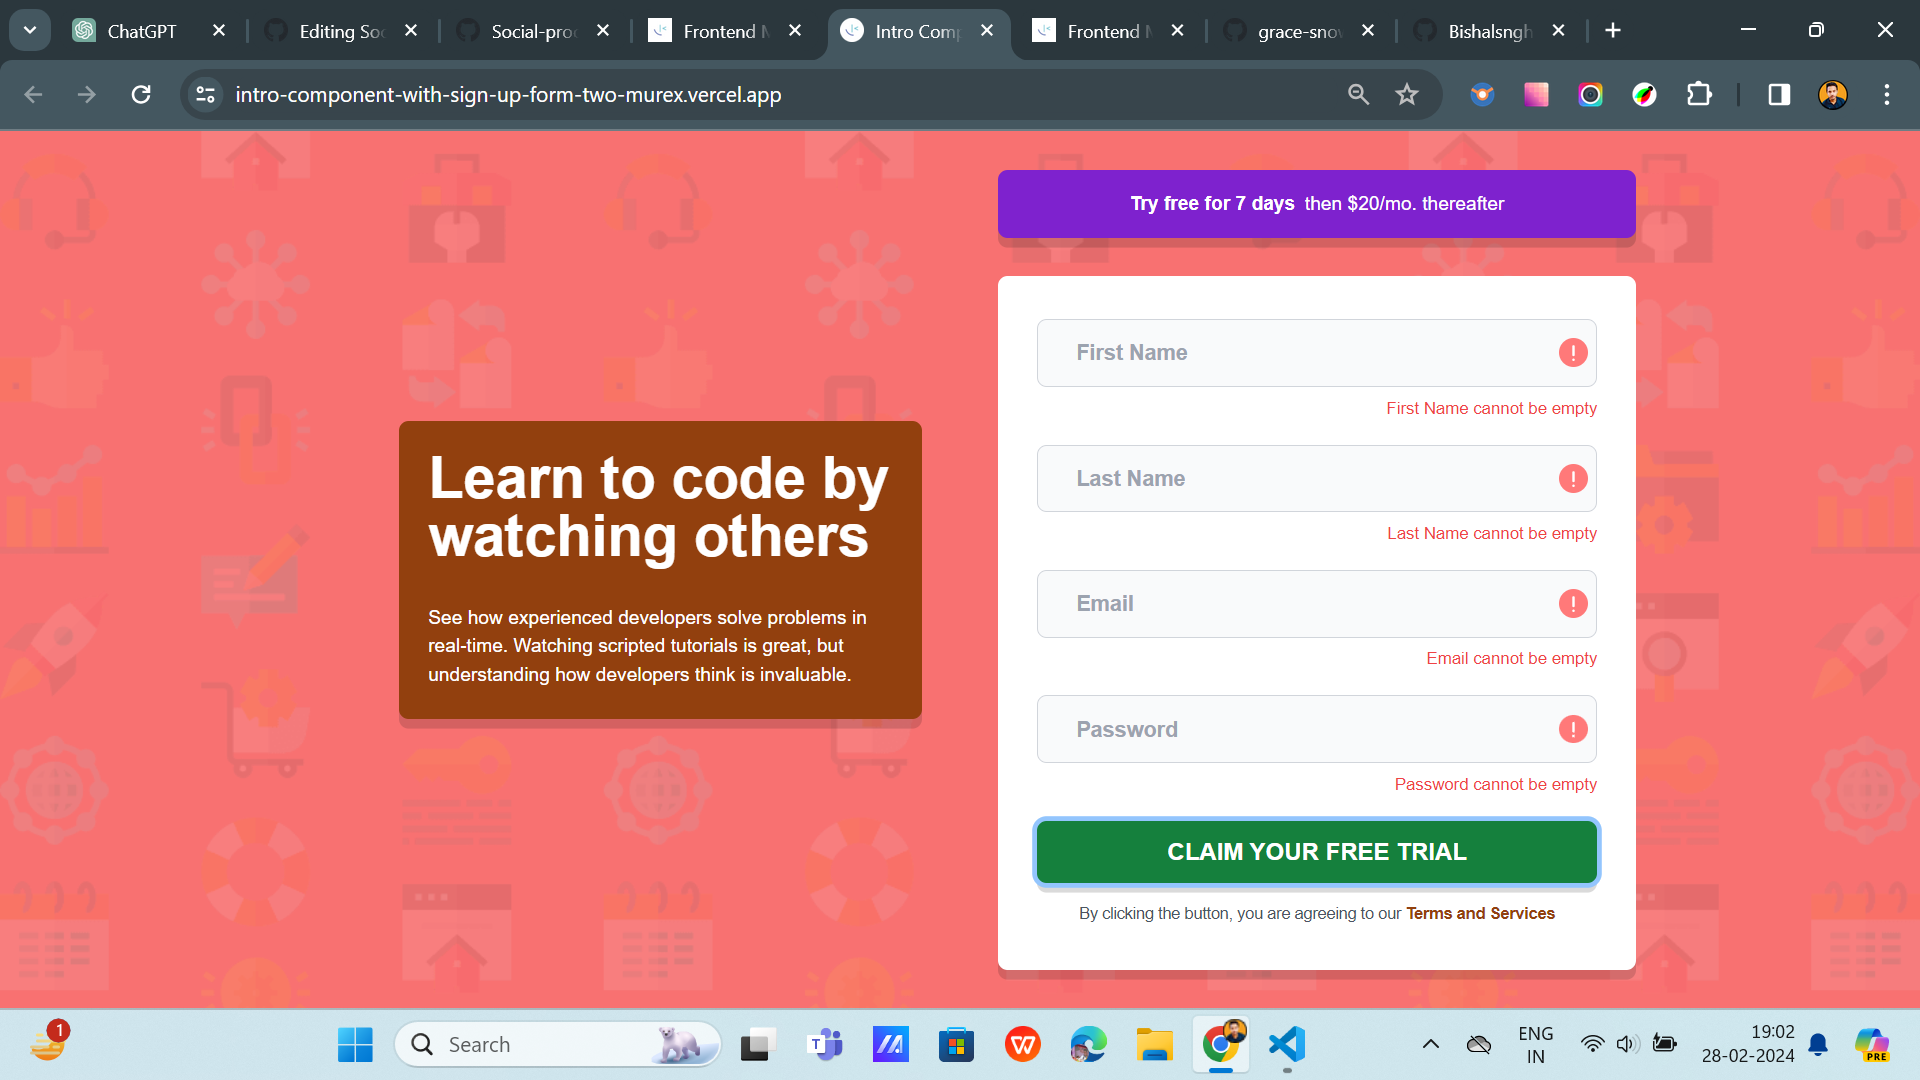 ChatGPT
Editing Soc
Social-proo
Frontend M
Intro Comp
Frontend M
grace-snow
Bishalsngh
intro-component-with-sign-up-form-two-murex.vercel.app
Try free for 7 days then $20/mo. thereafter
Learn to code by
watching others
See how experienced developers solve problems in
real-time. Watching scripted tutorials is great, but
understanding how developers think is invaluable.
First Name
First Name cannot be empty
Last Name
Last Name cannot be empty
Email
Email cannot be empty
Password
Password cannot be empty
CLAIM YOUR FREE TRIAL
By clicking the button, you are agreeing to our Terms and Services
1
Search
T
ENG
IN
19:02
28-02-2024
PRE